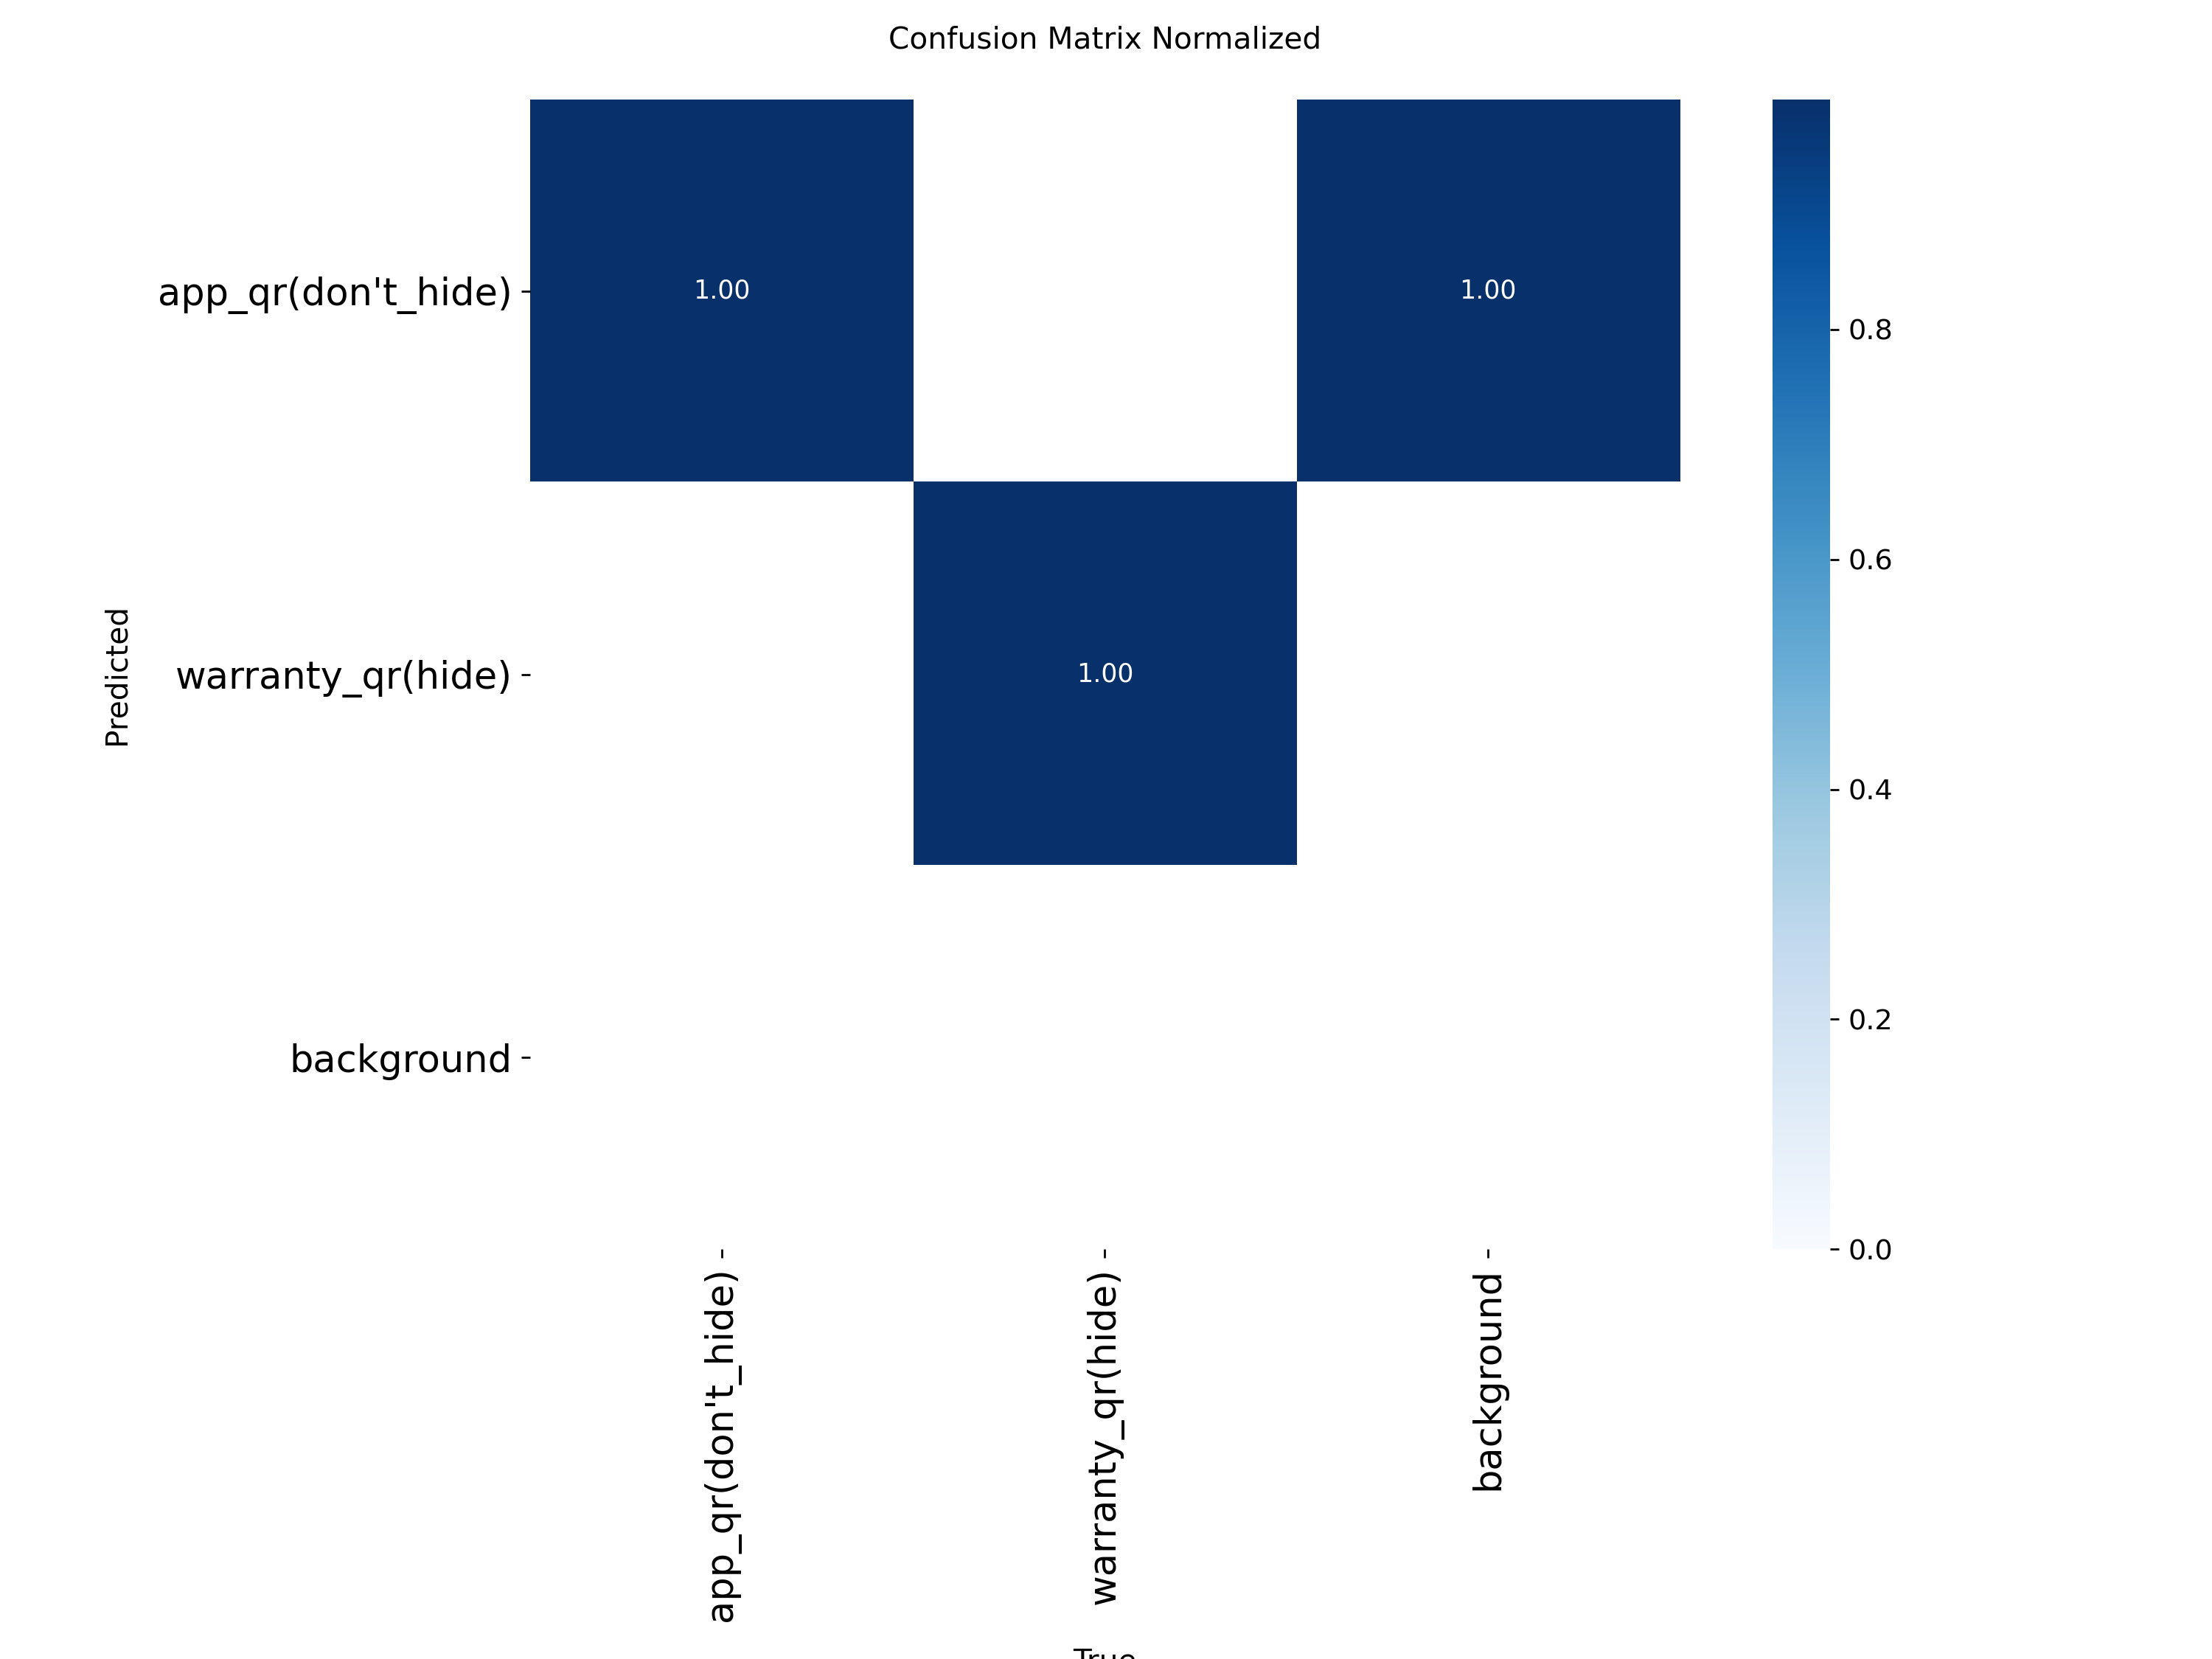 Confusion Matrix Normalized
app_qr(don't_hide)
warranty_qr(hide)
background
Predicted
1.00
1.00
1.00
0.8
0.6
0.4
0.2
0.0
app_qr(don't_hide)
warranty_qr(hide)
background
True